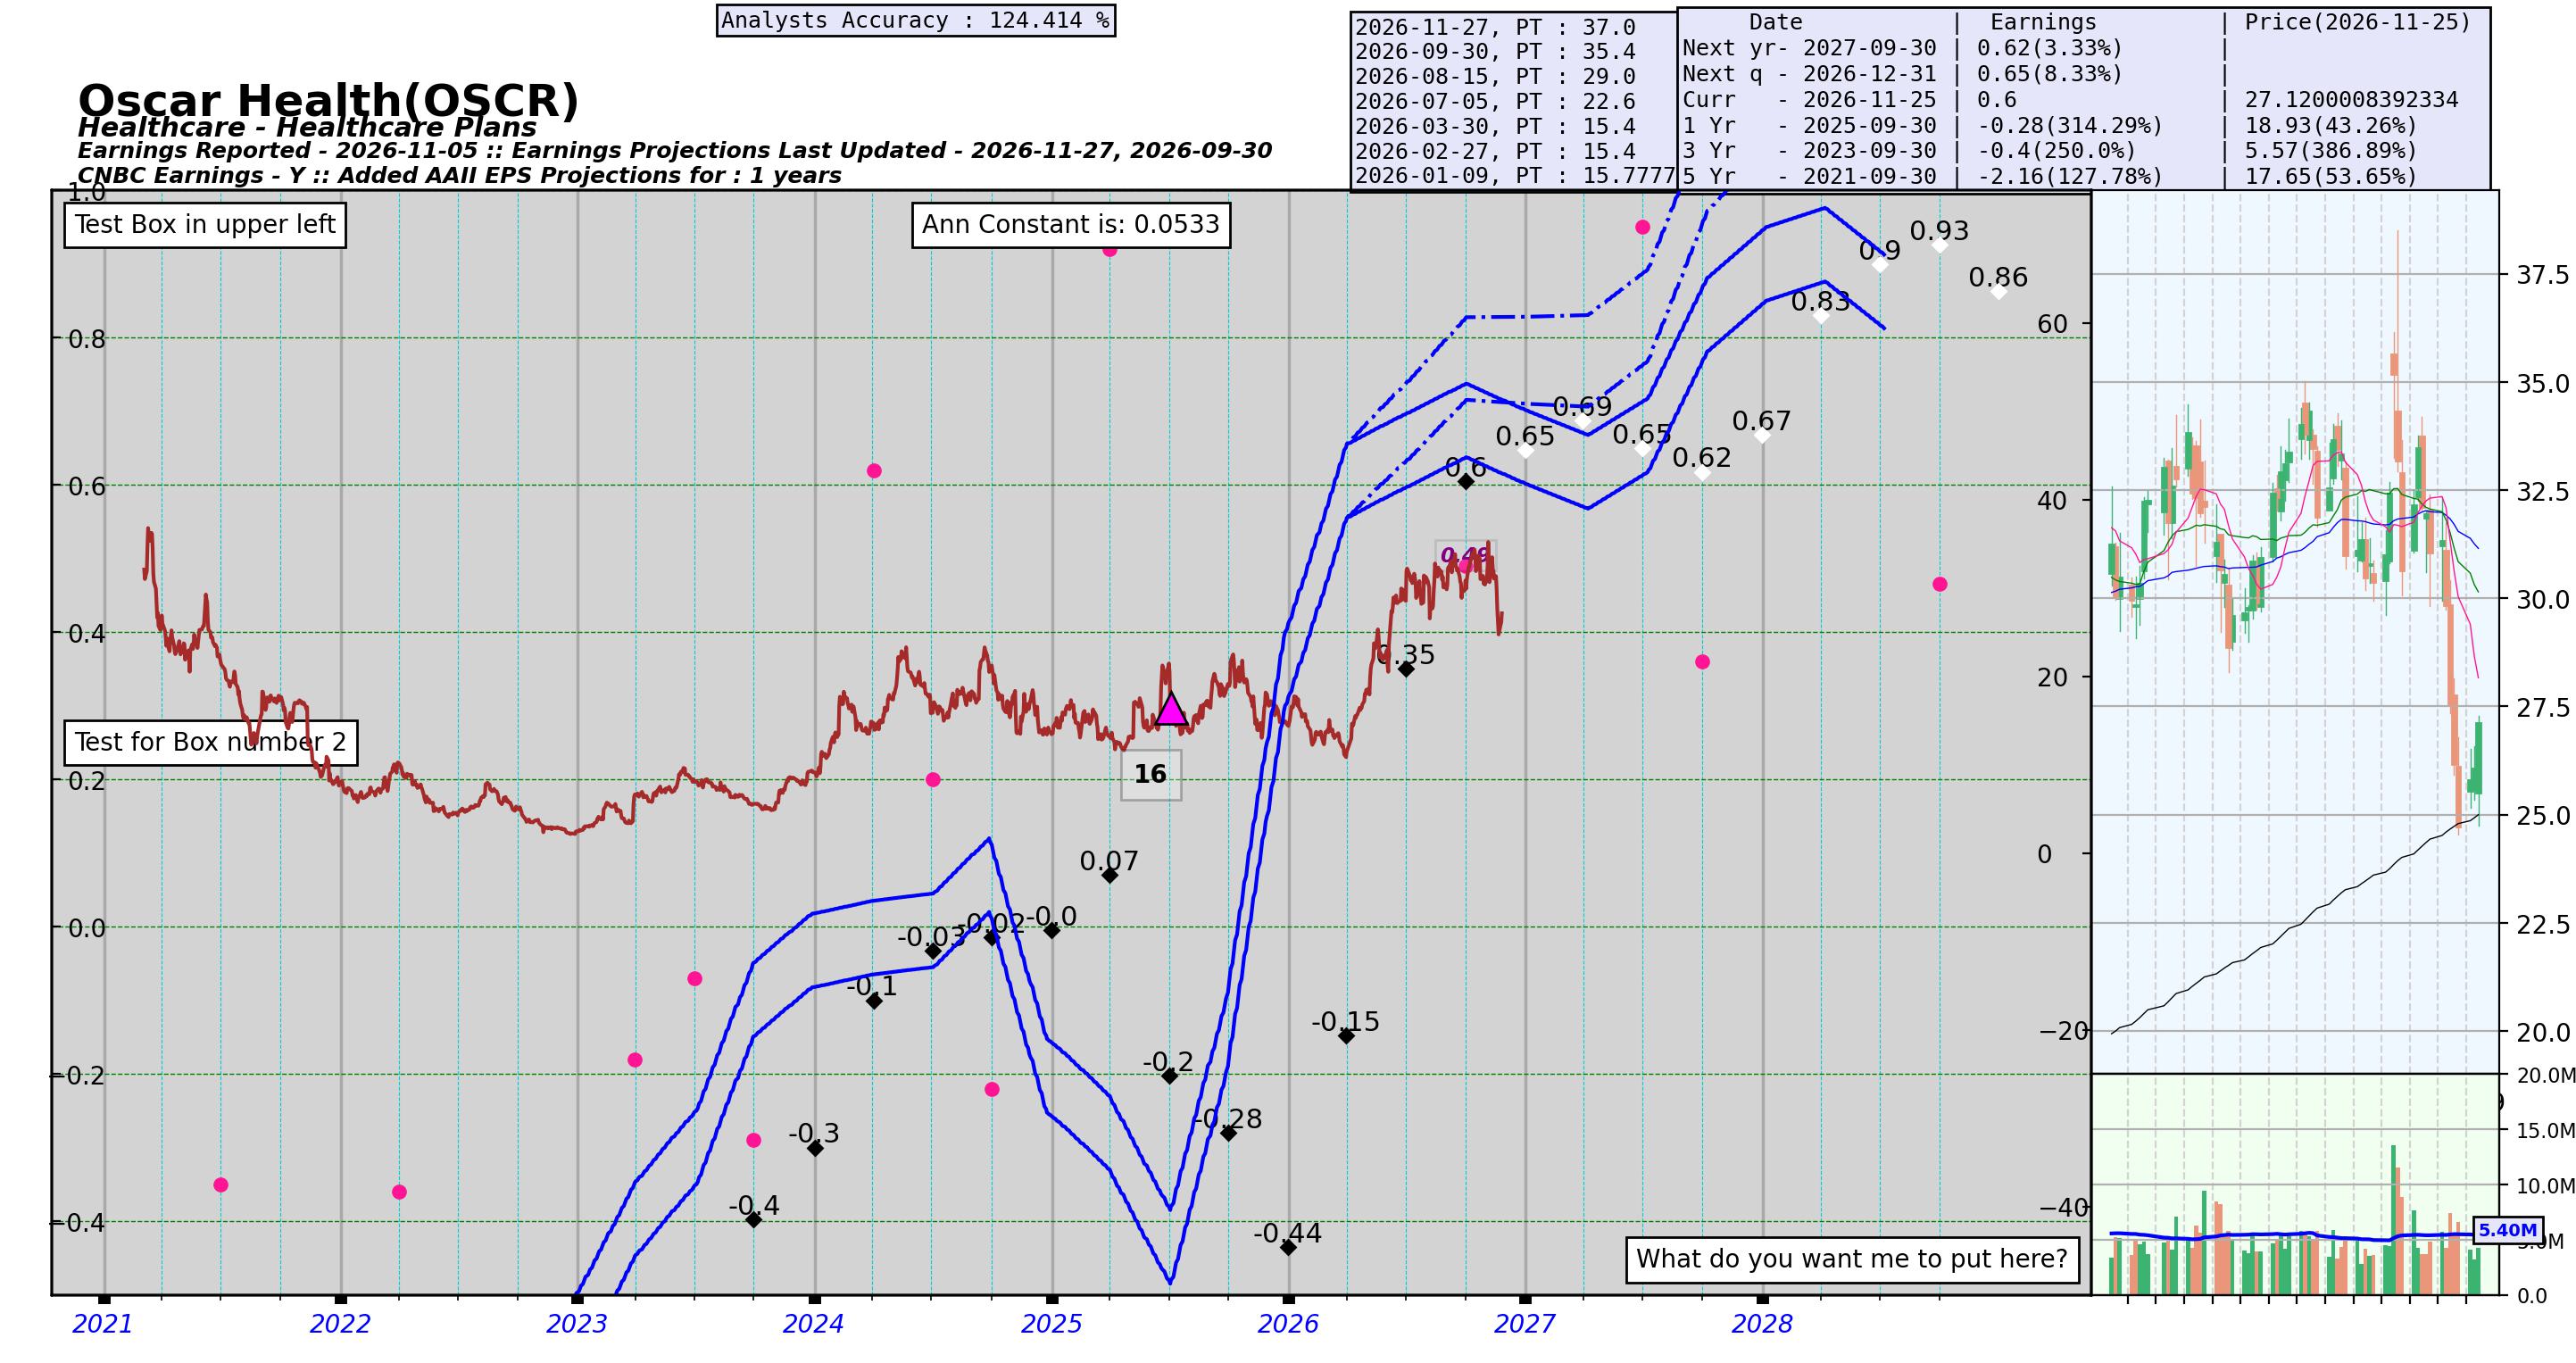 Analysts Accuracy : 124.414 %
2026-11-27, PT : 37.0
2026-09-30, PT : 35.4
2026-08-15, PT : 29.0
2026-07-05, PT : 22.6
2026-03-30, PT : 15.4
2026-02-27, PT : 15.4
2026-01-09, PT : 15.7777
Date | Earnings | Price(2026-11-25)
Next yr- 2027-09-30 | 0.62(3.33%) |
Next q - 2026-12-31 | 0.65(8.33%) |
Curr - 2026-11-25 | 0.6 | 27.1200008392334
1 Yr - 2025-09-30 | -0.28(314.29%) | 18.93(43.26%)
3 Yr - 2023-09-30 | -0.4(250.0%) | 5.57(386.89%)
5 Yr - 2021-09-30 | -2.16(127.78%) | 17.65(53.65%)
Oscar Health(OSCR)
Healthcare - Healthcare Plans
Earnings Reported - 2026-11-05 :: Earnings Projections Last Updated - 2026-11-27, 2026-09-30
CNBC Earnings - Y :: Added AAII EPS Projections for : 1 years
1.0
0.8
0.6
0.4
0.2
0.0
−0.2
−0.4
Test Box in upper left
Ann Constant is: 0.0533
Test for Box number 2
What do you want me to put here?
16
-0.4
-0.3
-0.1
-0.03
-0.02
-0.0
0.07
-0.2
-0.28
-0.44
-0.15
0.35
0.49
0.6
0.65
0.69
0.65
0.62
0.67
0.83
0.9
0.93
0.86
60
40
20
0
−20
−40
37.5
35.0
32.5
30.0
27.5
25.0
22.5
20.0
20.0M
15.0M
10.0M
5.0M
0.0
5.40M
2021
2022
2023
2024
2025
2026
2027
2028